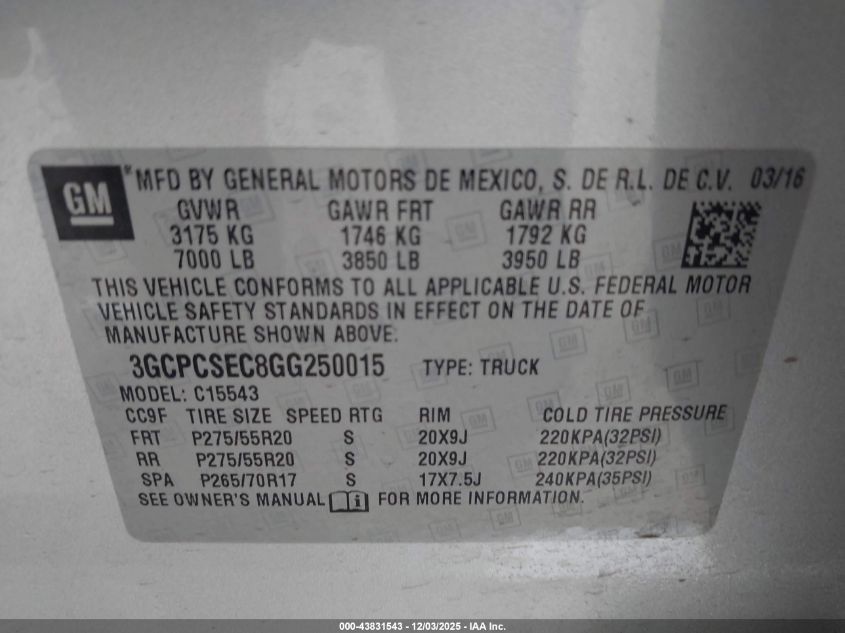 GM ® MFD BY GENERAL MOTORS DE MEXICO, S. DE R.L. DE C.V. 03/16
GVWR GAWR FRT GAWR RR
3175 KG 1746 KG 1792 KG
7000 LB 3850 LB 3950 LB
THIS VEHICLE CONFORMS TO ALL APPLICABLE U.S. FEDERAL MOTOR
VEHICLE SAFETY STANDARDS IN EFFECT ON THE DATE OF
MANUFACTURE SHOWN ABOVE.
3GCPCSEC8GG250015 TYPE: TRUCK
MODEL: C15543
CC9F TIRE SIZE SPEED RTG RIM COLD TIRE PRESSURE
FRT P275/55R20 S 20X9J 220KPA(32PSI)
RR P275/55R20 S 20X9J 220KPA(32PSI)
SPA P265/70R17 S 17X7.5J 240KPA(35PSI)
SEE OWNER'S MANUAL i FOR MORE INFORMATION.
000-43831543 - 12/03/2025 - IAA Inc.